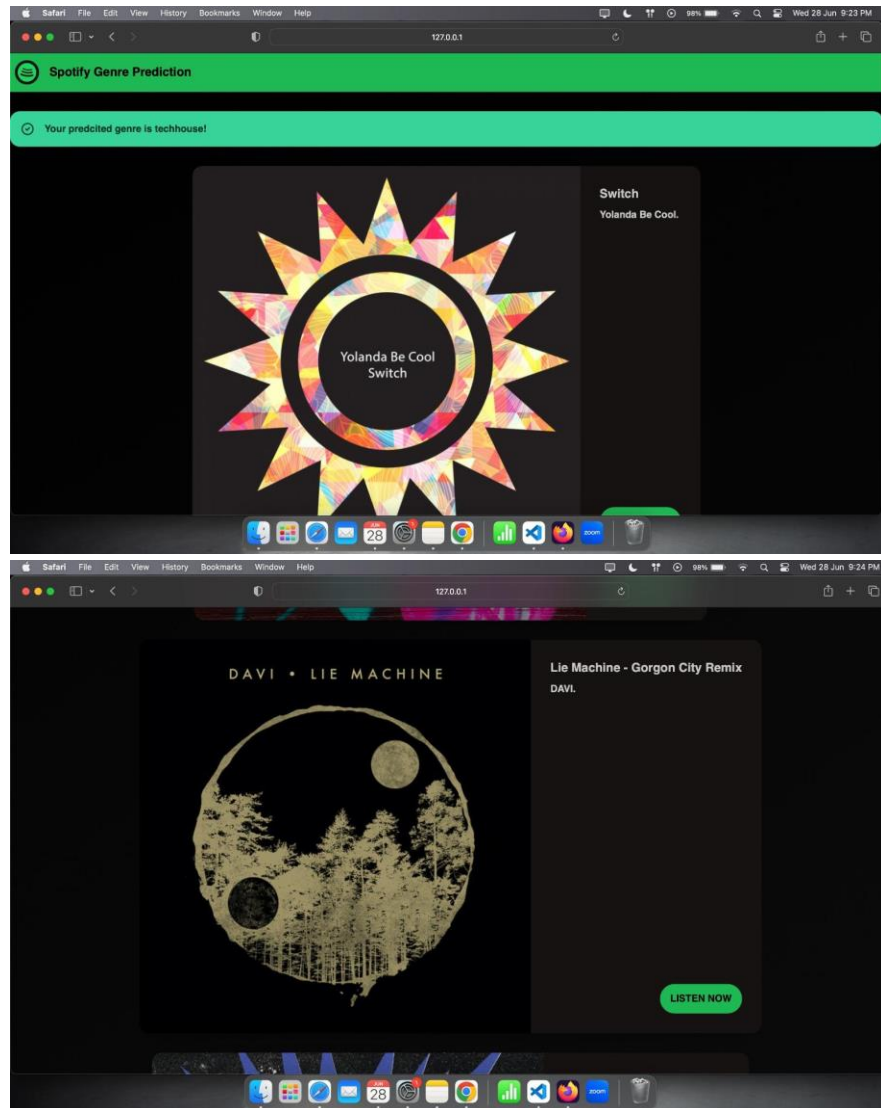 Safari File Edit View History Bookmarks Window Help 98% Wed 28 Jun 9:23 PM
127.0.0.1
Spotify Genre Prediction
Your predcited genre is techhouse!
Switch
Yolanda Be Cool.
Yolanda Be Cool
Switch
JUN
28
1
zoom
Safari File Edit View History Bookmarks Window Help 98% Wed 28 Jun 9:24 PM
127.0.0.1
DAVI • LIE MACHINE
Lie Machine - Gorgon City Remix
DAVI.
LISTEN NOW
JUN
28
1
zoom